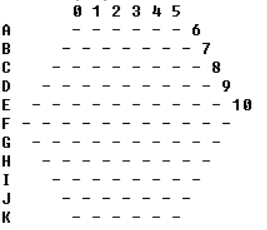 0 1 2 3 4 5
A - - - - - - 6
B - - - - - - - 7
C - - - - - - - - 8
D - - - - - - - - - 9
E - - - - - - - - - - 10
F - - - - - - - - - - -
G - - - - - - - - - -
H - - - - - - - - -
I - - - - - - - -
J - - - - - - -
K - - - - - -